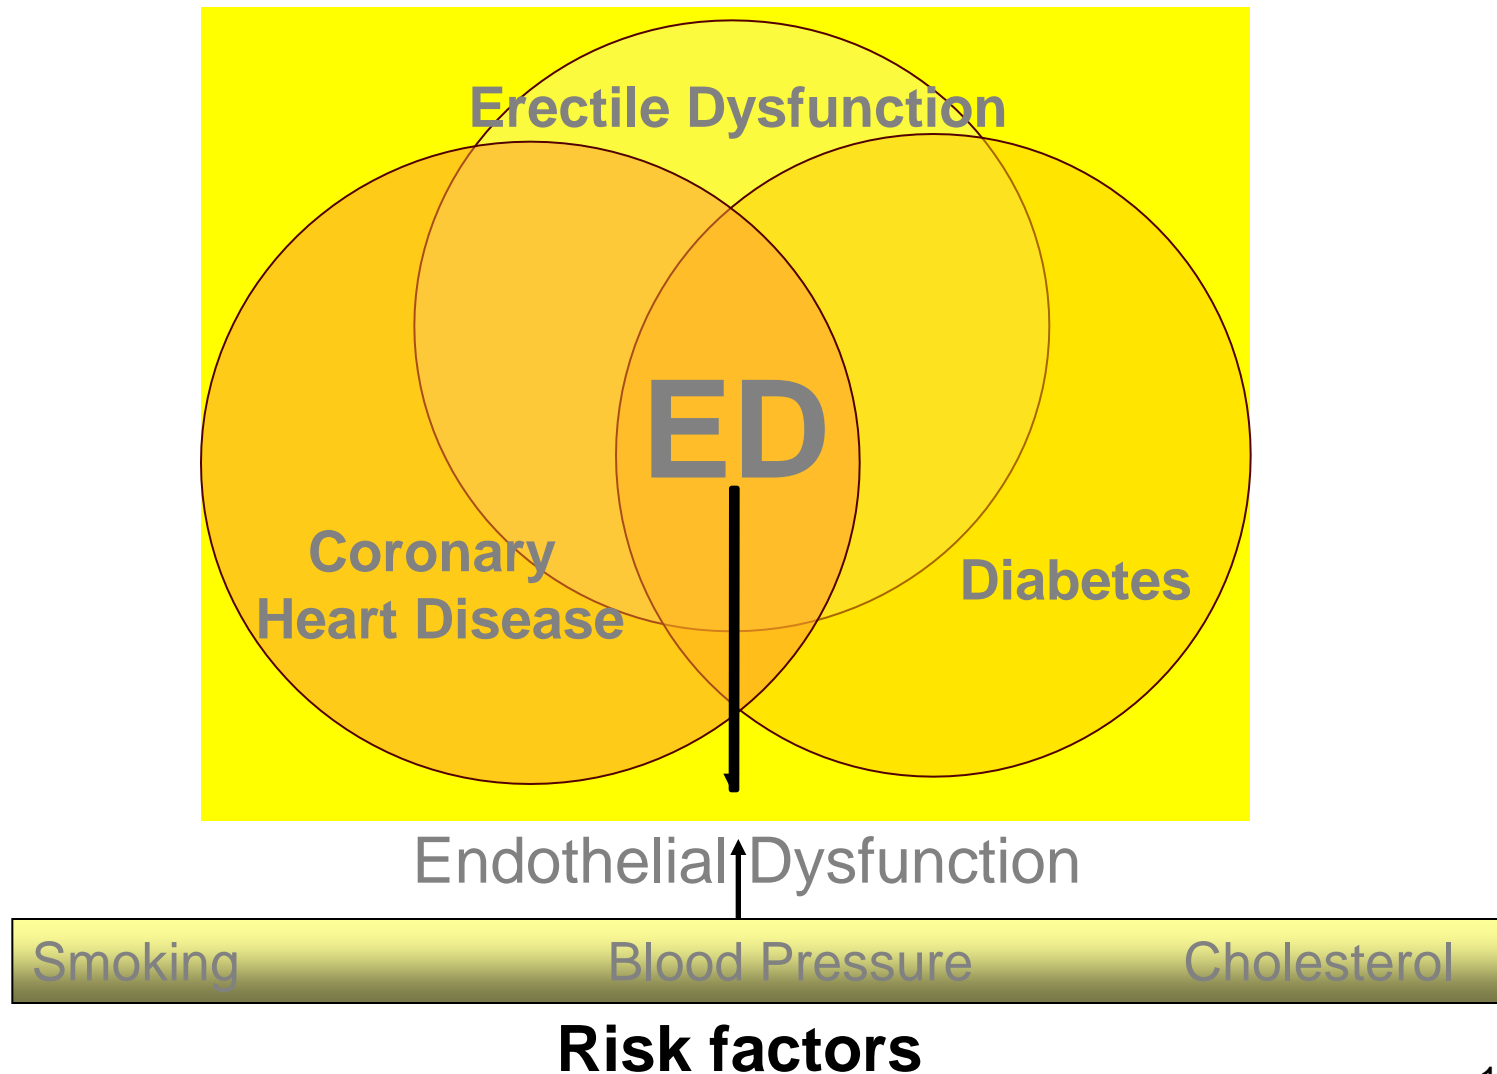 Erectile Dysfunction
ED
Coronary
Heart Disease
Diabetes
Endothelial Dysfunction
Smoking Blood Pressure Cholesterol
Risk factors